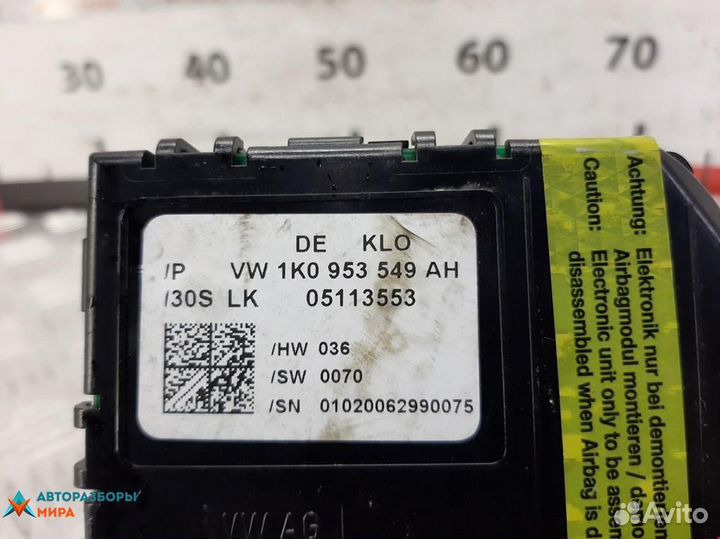 30 40 50 60 70
DE KLO
/P VW 1K0 953 549 AH
/30S LK 05113553
/HW 036
/SW 0070
/SN 01020062990075
VW AG
Achtung: Elektronik nur bei
Airbagmodul montieren /
Caution: Electronic unit only to be
disassembled when Airbag is
АВТОРАЗБОРЫ
МИРА
Avito